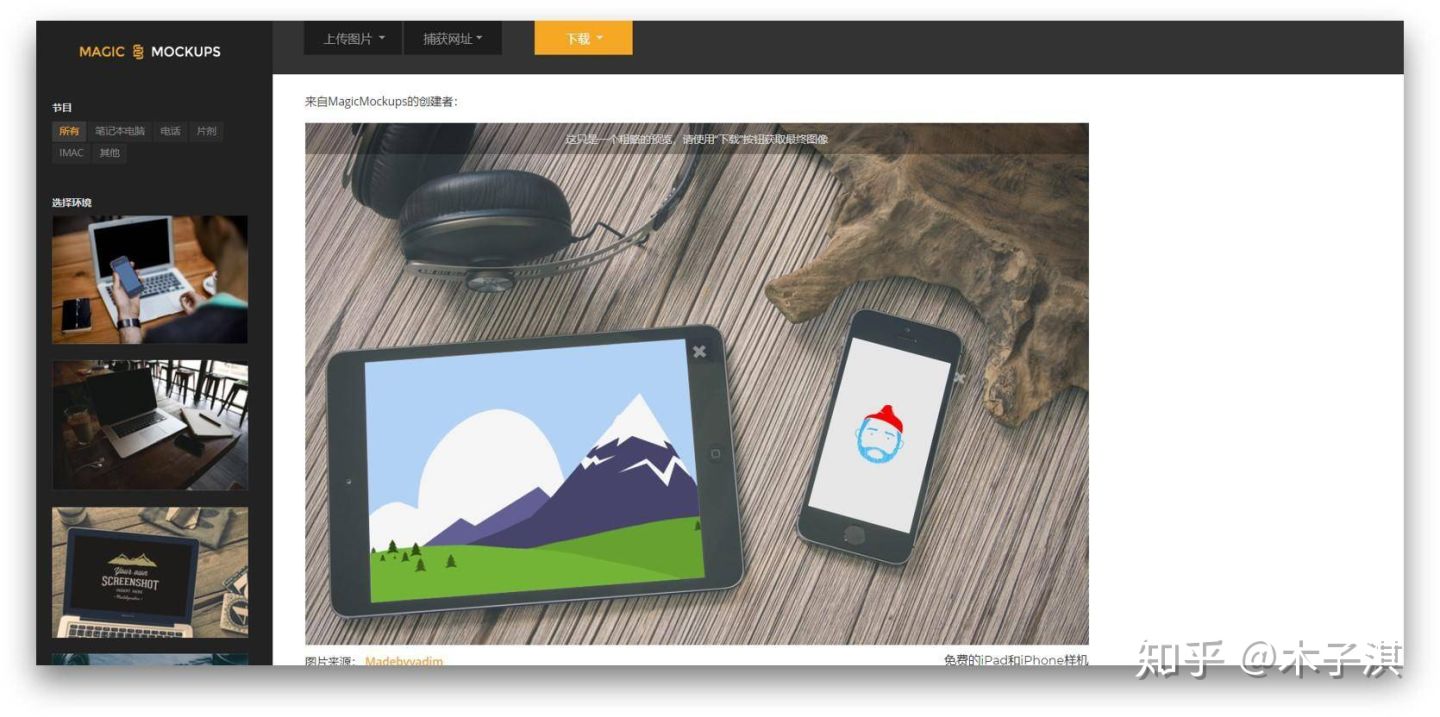 MAGIC MOCKUPS
上传图片
捕获网址
下载
节目
所有 笔记本电脑 电话 片剂
IMAC 其他
选择环境
Your own
SCREENSHOT
INSERT HERE
来自MagicMockups的创建者：
这只是一个粗略的预览，请使用“下载”按钮获取最终图像
图片来源： Madebyvadim
免费的iPad和iPhone样机
知乎 @木子淇